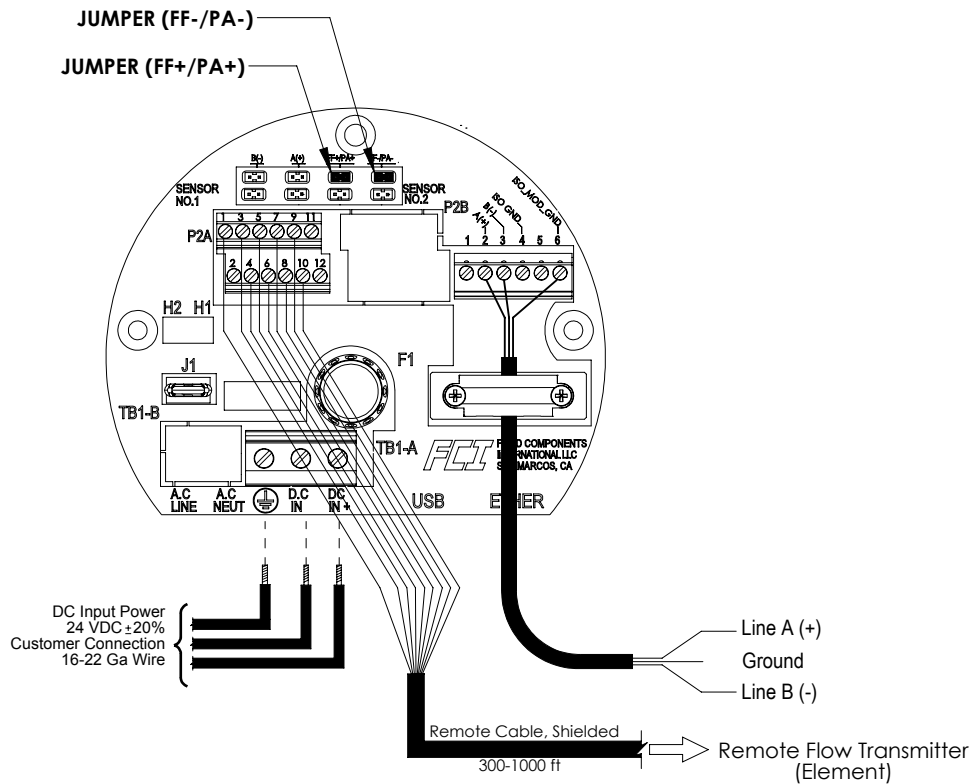 JUMPER (FF-/PA-)
JUMPER (FF+/PA+)
B(-)
A(+)
FF+/PA+
F-/PA-
SENSOR
NO.1
SENSOR
NO.2
P2A
1 3 5 7 9 11
2 4 6 8 10 12
P2B
A(+)
B(-)
ISO GND
ISO_MOD_GND
1 2 3 4 5 6
H2 H1
J1
F1
TB1-B
TB1-A
FCI
COMPONENTS
INTERNATIONAL LLC
MARCOS, CA
A.C
LINE
A.C
NEUT
D.C
IN
DC
IN +
USB
DC Input Power
24 VDC ±20%
Customer Connection
16-22 Ga Wire
Line A (+)
Ground
Line B (-)
Remote Cable, Shielded
300-1000 ft
Remote Flow Transmitter
(Element)